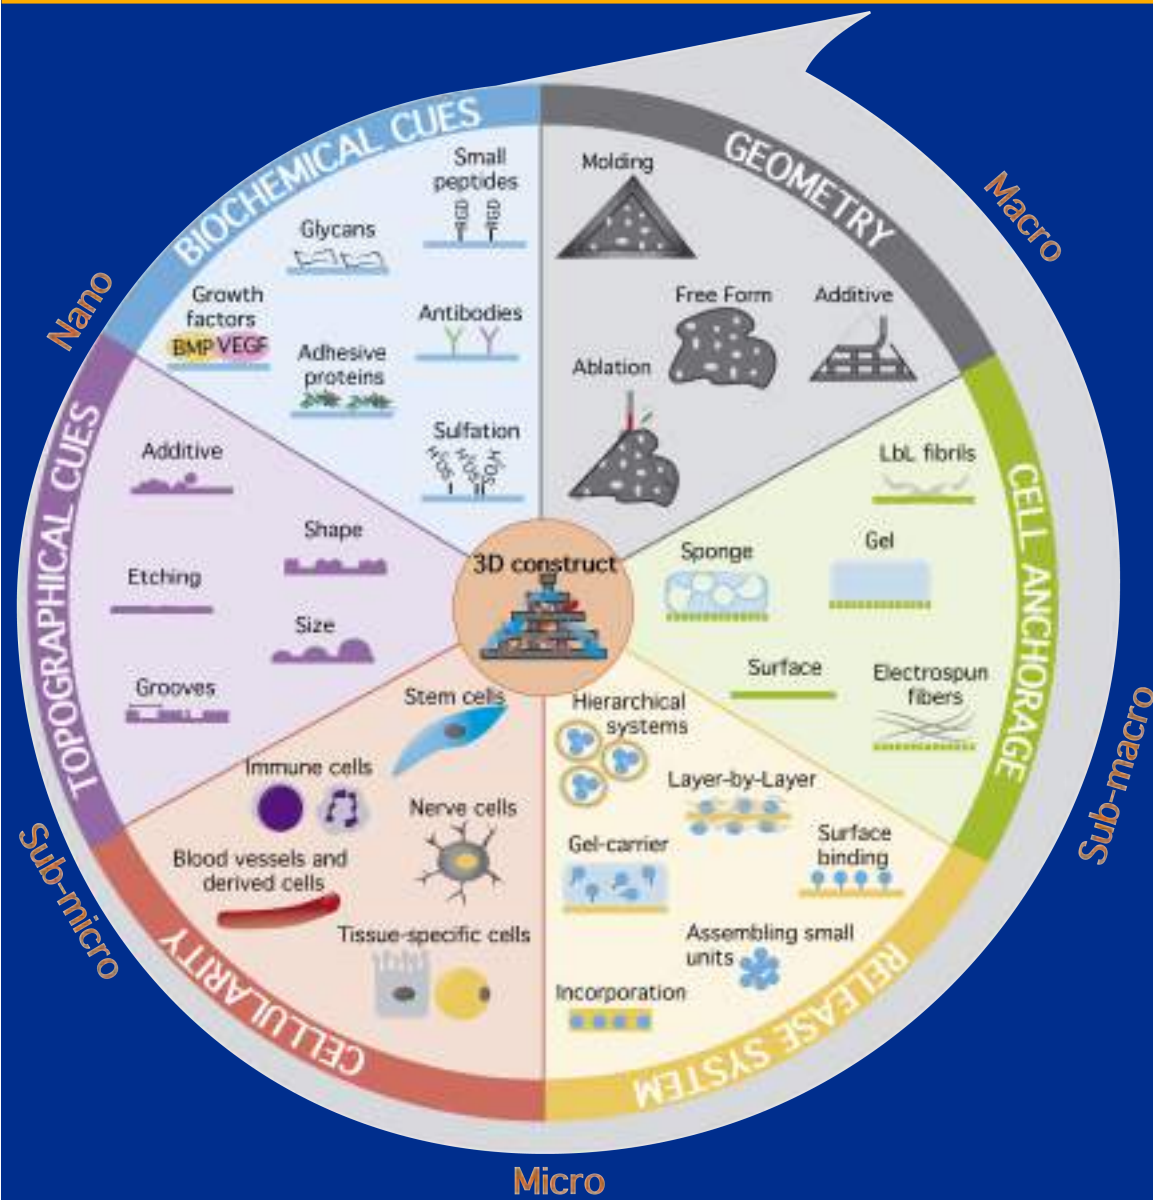 BIOCHEMICAL CUES
Small
peptides
RGD
RGD
Glycans
Growth
factors
BMP VEGF
Antibodies
Adhesive
proteins
Sulfation
GEOMETRY
Molding
Free Form
Additive
Ablation
Macro
CELL ANCHORAGE
LbL fibrils
Sponge
Gel
Surface
Electrospun
fibers
Sub-macro
RELEASE SYSTEM
Hierarchical
systems
Layer-by-Layer
Gel-carrier
Surface
binding
Assembling small
units
Incorporation
Micro
CELLULARITY
Stem cells
Immune cells
Nerve cells
Blood vessels and
derived cells
Tissue-specific cells
Sub-micro
TOPOGRAPHICAL CUES
Additive
Shape
Etching
Size
Grooves
Nano
3D construct